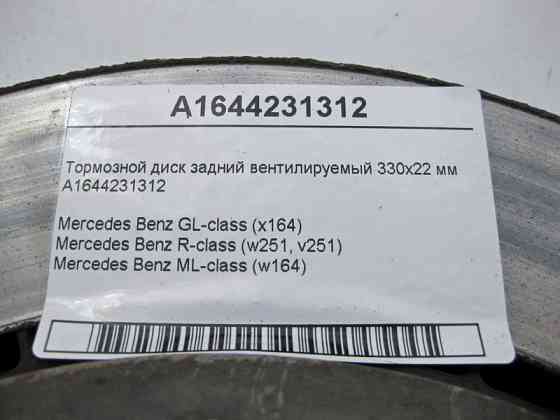 A1644231312
Тормозной диск задний вентилируемый 330x22 мм
A1644231312
Mercedes Benz GL-class (x164)
Mercedes Benz R-class (w251, v251)
Mercedes Benz ML-class (w164)